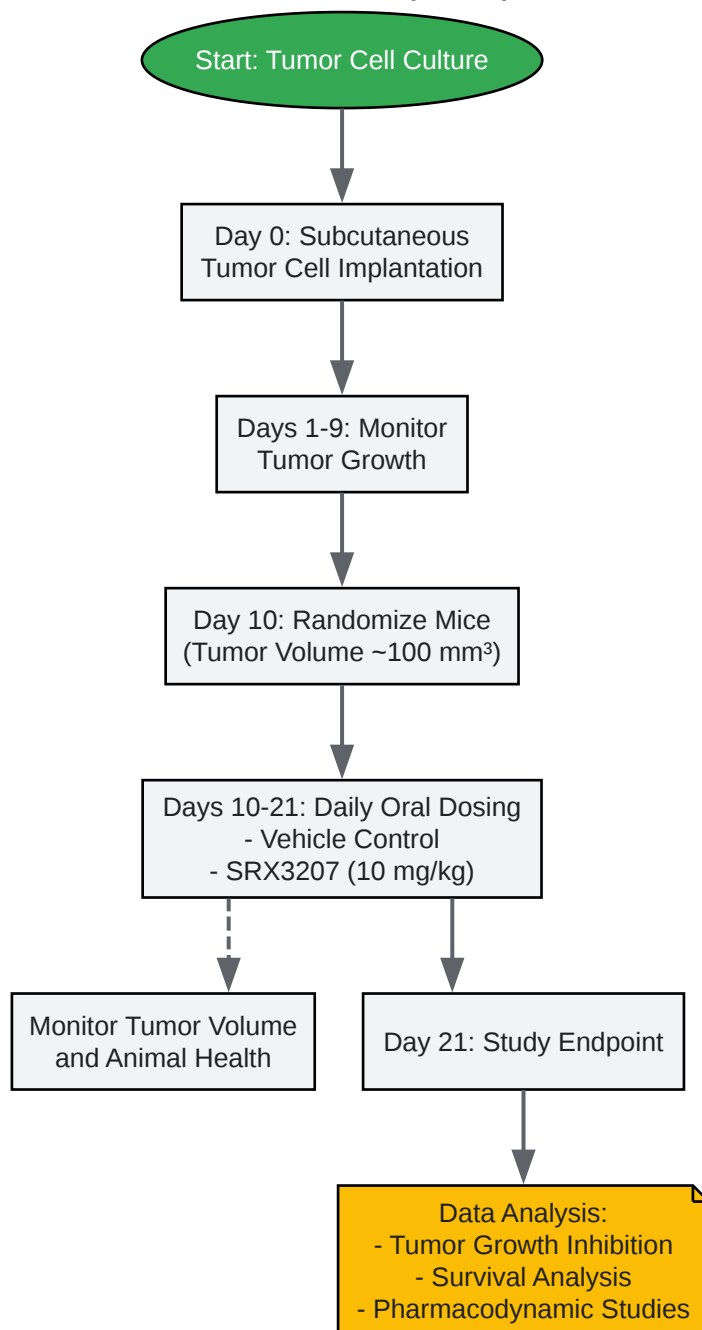 Start: Tumor Cell Culture
Day 0: Subcutaneous
Tumor Cell Implantation
Days 1-9: Monitor
Tumor Growth
Day 10: Randomize Mice
(Tumor Volume ~100 mm³)
Days 10-21: Daily Oral Dosing
- Vehicle Control
- SRX3207 (10 mg/kg)
Monitor Tumor Volume
and Animal Health
Day 21: Study Endpoint
Data Analysis:
- Tumor Growth Inhibition
- Survival Analysis
- Pharmacodynamic Studies